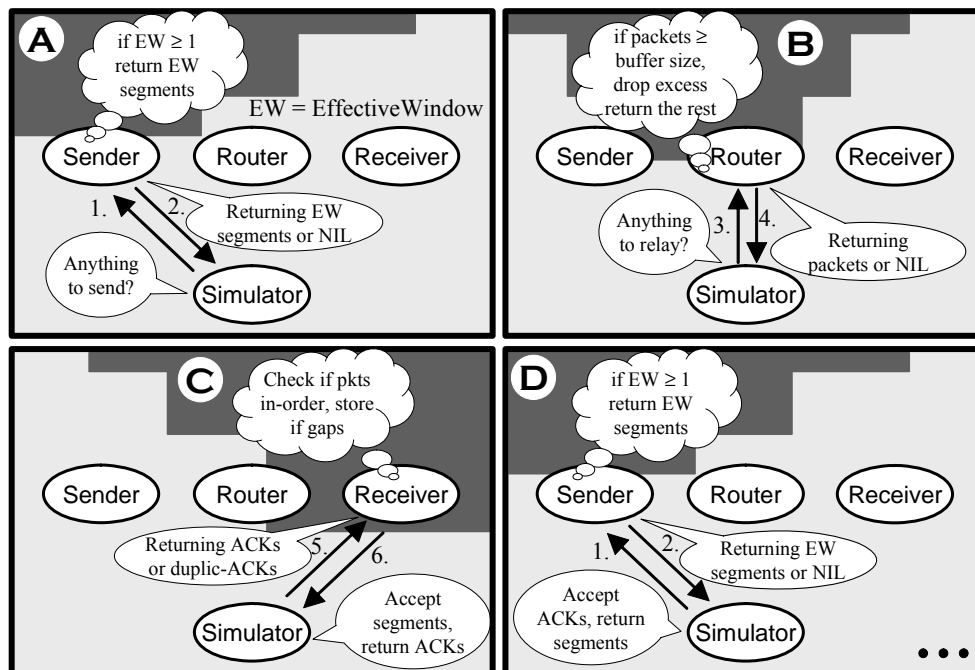 A
if EW ≥ 1
return EW
segments
EW = EffectiveWindow
Sender
Router
Receiver
1.
2.
Returning EW
segments or NIL
Anything
to send?
Simulator
B
if packets ≥
buffer size,
drop excess
return the rest
Sender
Router
Receiver
Anything
to relay?
3.
4.
Returning
packets or NIL
Simulator
C
Check if pkts
in-order, store
if gaps
Sender
Router
Receiver
Returning ACKs
or duplic-ACKs
5.
6.
Simulator
Accept
segments,
return ACKs
D
if EW ≥ 1
return EW
segments
Sender
Router
Receiver
1.
2.
Returning EW
segments or NIL
Accept
ACKs, return
segments
Simulator
• • •